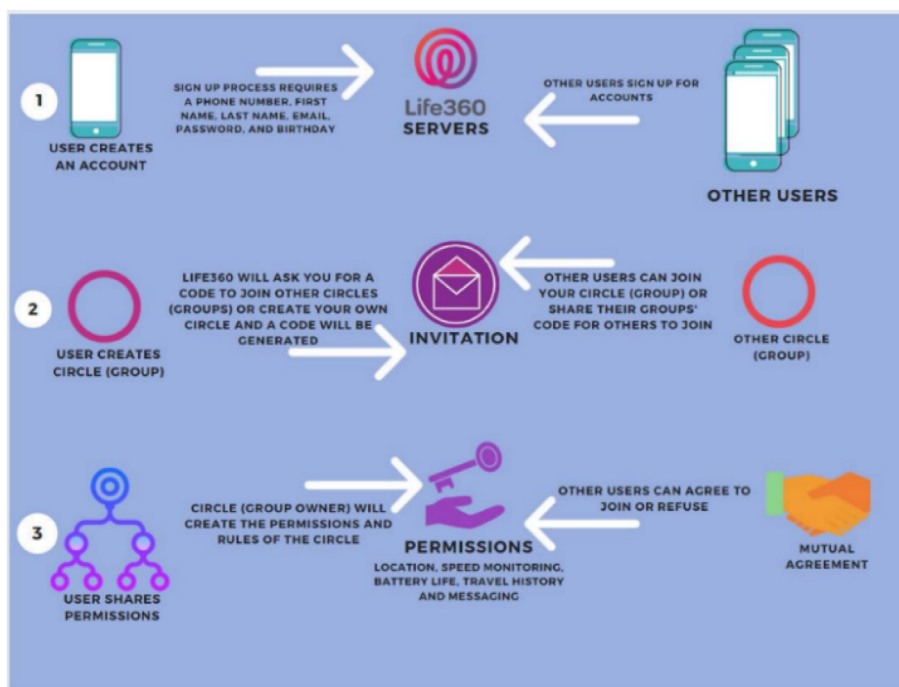 1
USER CREATES
AN ACCOUNT
SIGN UP PROCESS REQUIRES
A PHONE NUMBER, FIRST
NAME, LAST NAME, EMAIL,
PASSWORD, AND BIRTHDAY
Life360
SERVERS
OTHER USERS SIGN UP FOR
ACCOUNTS
OTHER USERS
2
USER CREATES
CIRCLE (GROUP)
LIFE360 WILL ASK YOU FOR A
CODE TO JOIN OTHER CIRCLES
(GROUPS) OR CREATE YOUR OWN
CIRCLE AND A CODE WILL BE
GENERATED
INVITATION
OTHER USERS CAN JOIN
YOUR CIRCLE (GROUP) OR
SHARE THEIR GROUPS'
CODE FOR OTHERS TO JOIN
OTHER CIRCLE
(GROUP)
3
USER SHARES
PERMISSIONS
CIRCLE (GROUP OWNER) WILL
CREATE THE PERMISSIONS AND
RULES OF THE CIRCLE
PERMISSIONS
LOCATION, SPEED MONITORING,
BATTERY LIFE, TRAVEL HISTORY
AND MESSAGING
OTHER USERS CAN AGREE TO
JOIN OR REFUSE
MUTUAL
AGREEMENT